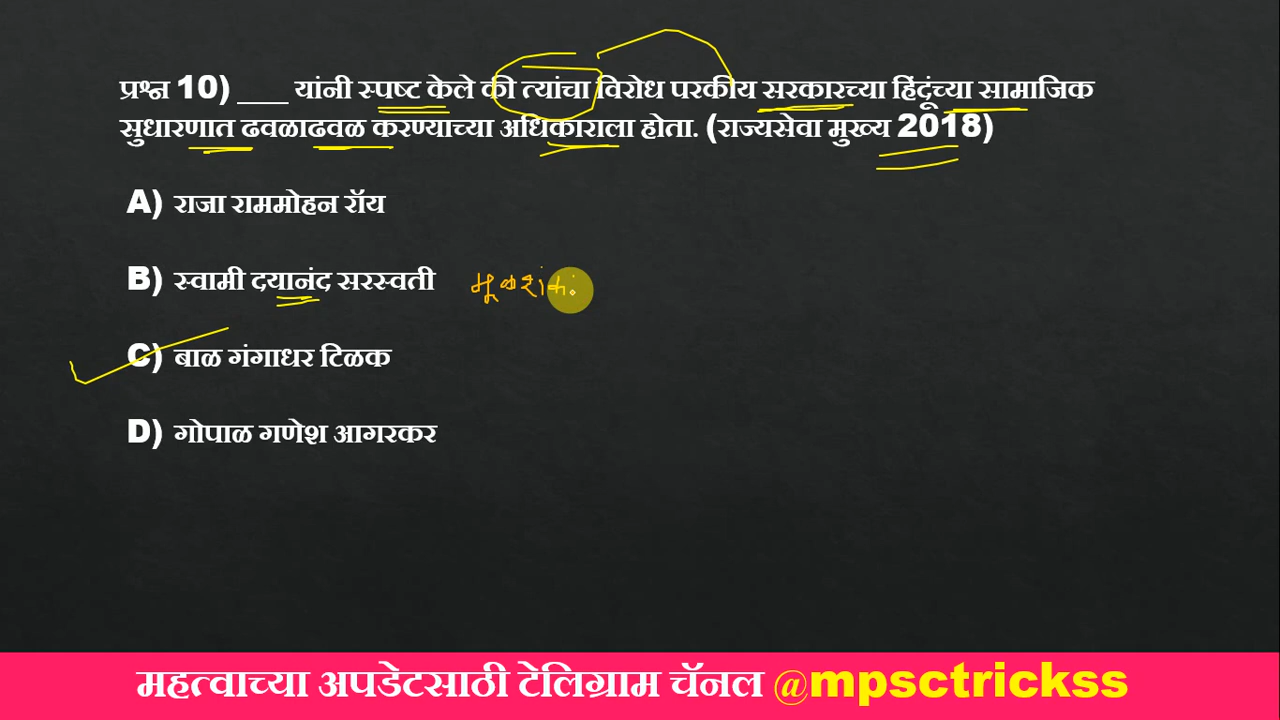 प्रश्न 10) ____ यांनी स्पष्ट केले की त्यांचा विरोध परकीय सरकारच्या हिंदूंच्या सामाजिक
सुधारणात ढवळाढवळ करण्याच्या अधिकाराला होता. (राज्यसेवा मुख्य 2018)
A) राजा राममोहन रॉय
B) स्वामी दयानंद सरस्वती
C) बाळ गंगाधर टिळक
D) गोपाळ गणेश आगरकर
महत्वाच्या अपडेटसाठी टेलिग्राम चॅनल @mpsctrickss